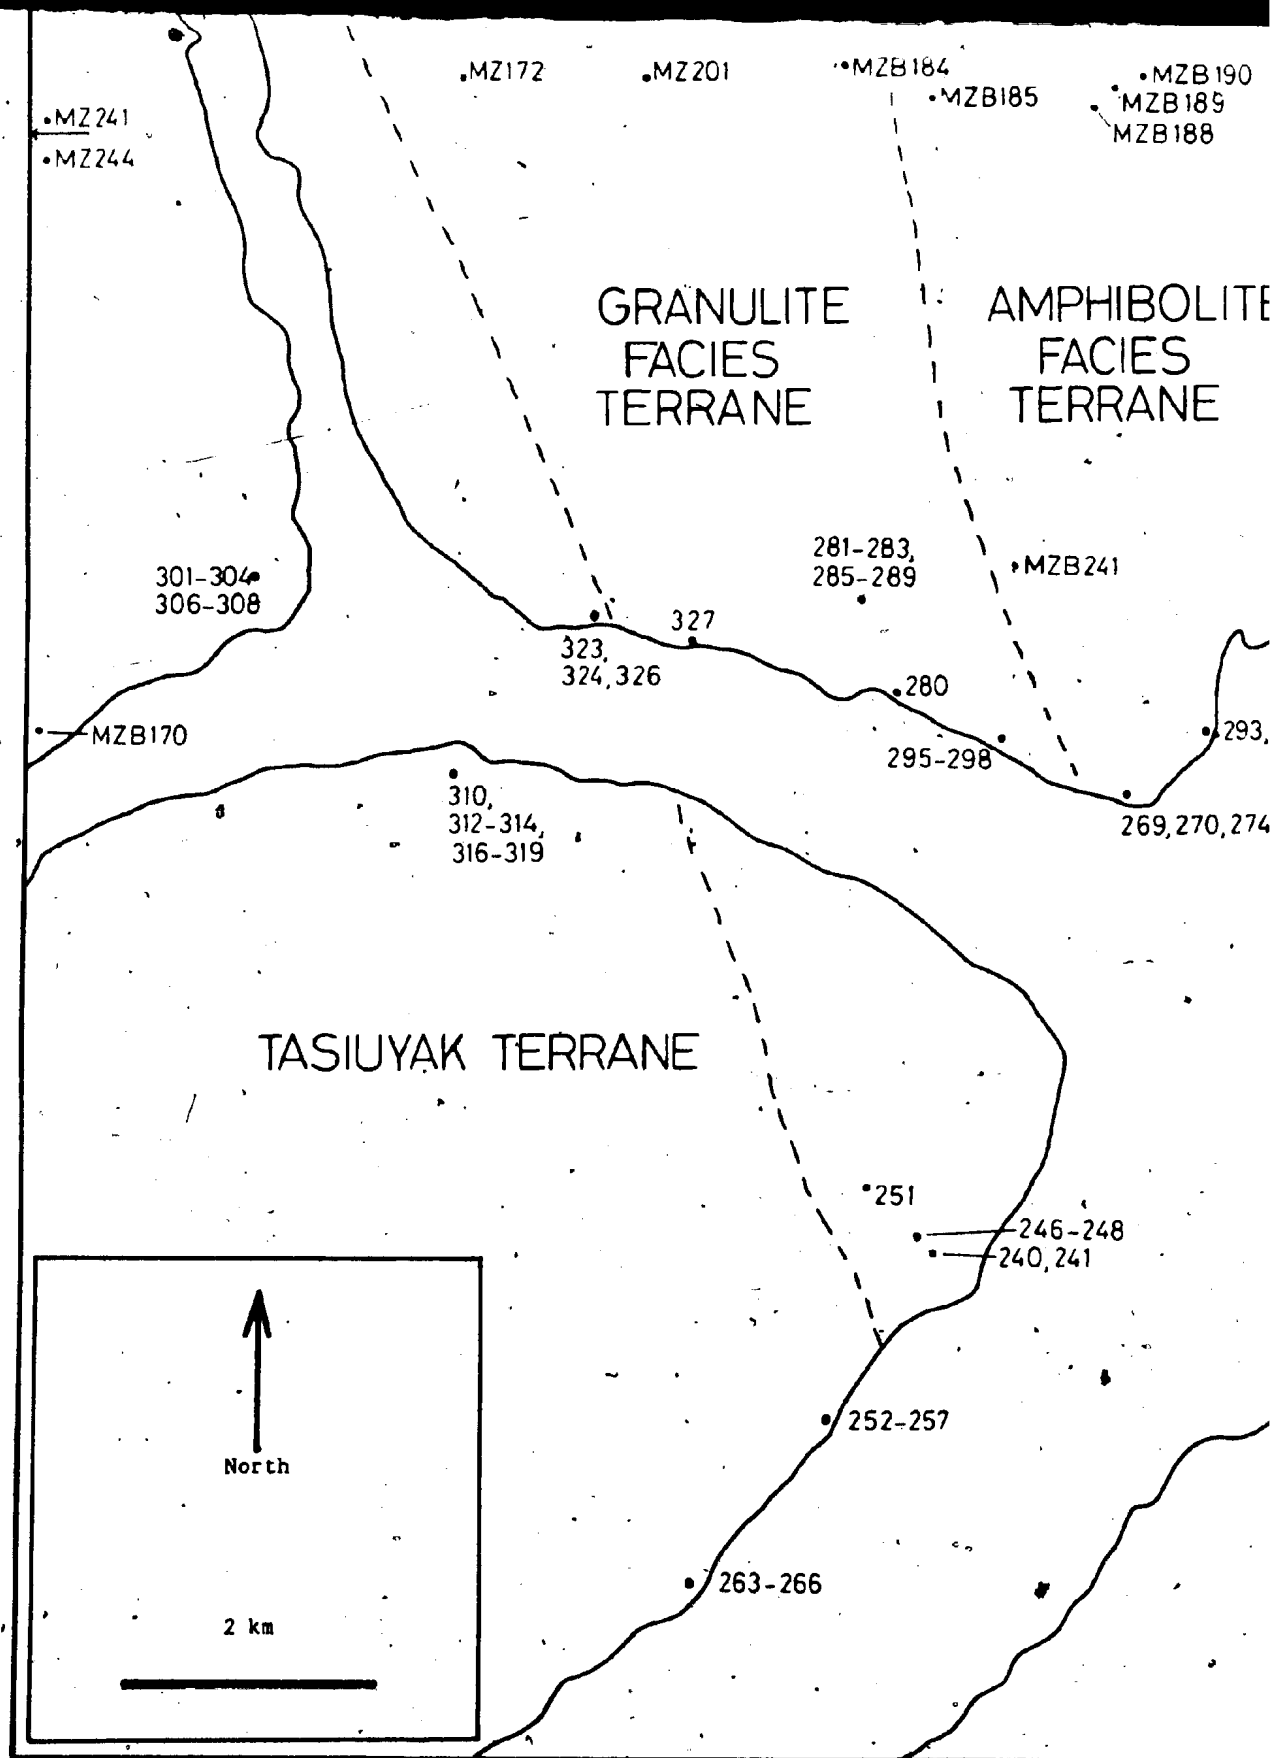 MZ172
MZ201
MZB184
MZB185
MZB190
MZB189
MZB188
MZ241
MZ244
GRANULITE
FACIES
TERRANE
AMPHIBOLITE
FACIES
TERRANE
281-283,
285-289
MZB241
301-304
306-308
327
323,
324,326
280
293,
MZB170
295-298
310,
312-314,
316-319
269,270,274
TASIUYAK TERRANE
251
246-248
240,241
252-257
263-266
North
2 km